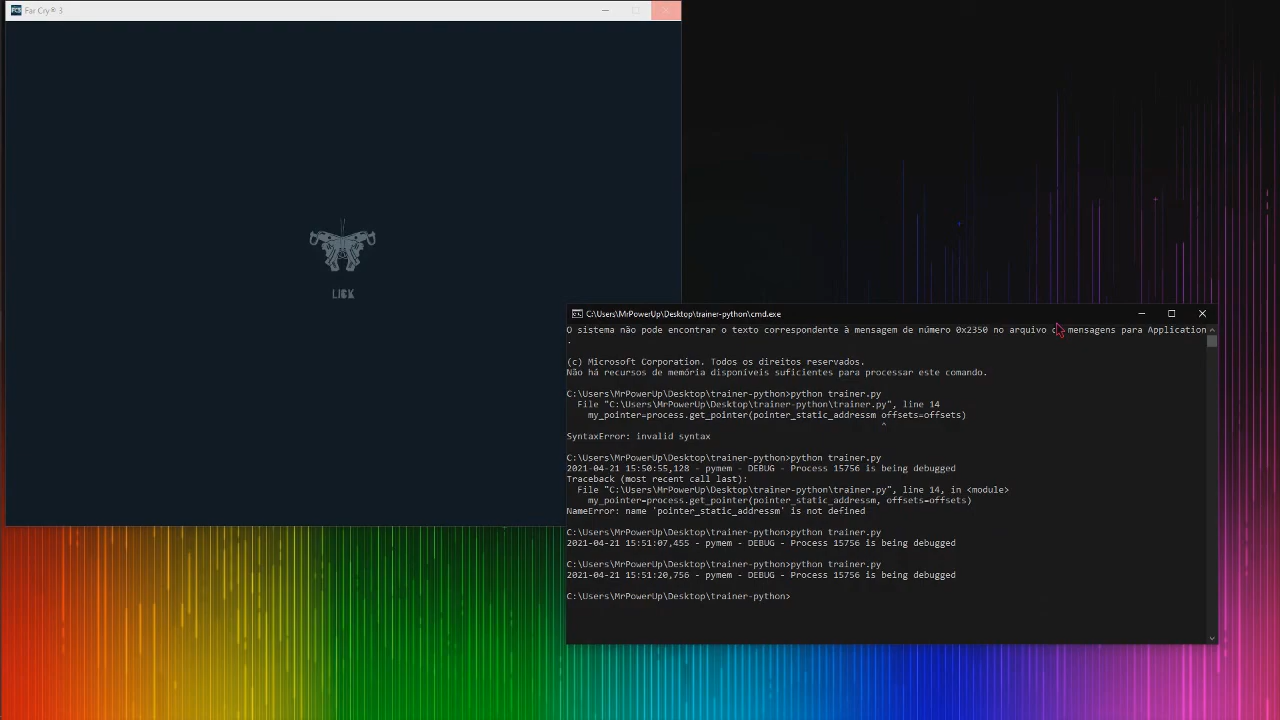 Far Cry® 3
C:\Users\MrPowerUp\Desktop\trainer-python\cmd.exe
O sistema não pode encontrar o texto correspondente à mensagem de número 0x2350 no arquivo de mensagens para Application
.
(c) Microsoft Corporation. Todos os direitos reservados.
Não há recursos de memória disponíveis suficientes para processar este comando.
C:\Users\MrPowerUp\Desktop\trainer-python>python trainer.py
File "C:\Users\MrPowerUp\Desktop\trainer-python\trainer.py", line 14
my_pointer=process.get_pointer(pointer_static_addressm offsets=offsets)
^
SyntaxError: invalid syntax
C:\Users\MrPowerUp\Desktop\trainer-python>python trainer.py
2021-04-21 15:50:55,128 - pymem - DEBUG - Process 15756 is being debugged
Traceback (most recent call last):
File "C:\Users\MrPowerUp\Desktop\trainer-python\trainer.py", line 14, in <module>
my_pointer=process.get_pointer(pointer_static_addressm, offsets=offsets)
NameError: name 'pointer_static_addressm' is not defined
C:\Users\MrPowerUp\Desktop\trainer-python>python trainer.py
2021-04-21 15:51:07,455 - pymem - DEBUG - Process 15756 is being debugged
C:\Users\MrPowerUp\Desktop\trainer-python>python trainer.py
2021-04-21 15:51:20,756 - pymem - DEBUG - Process 15756 is being debugged
C:\Users\MrPowerUp\Desktop\trainer-python>